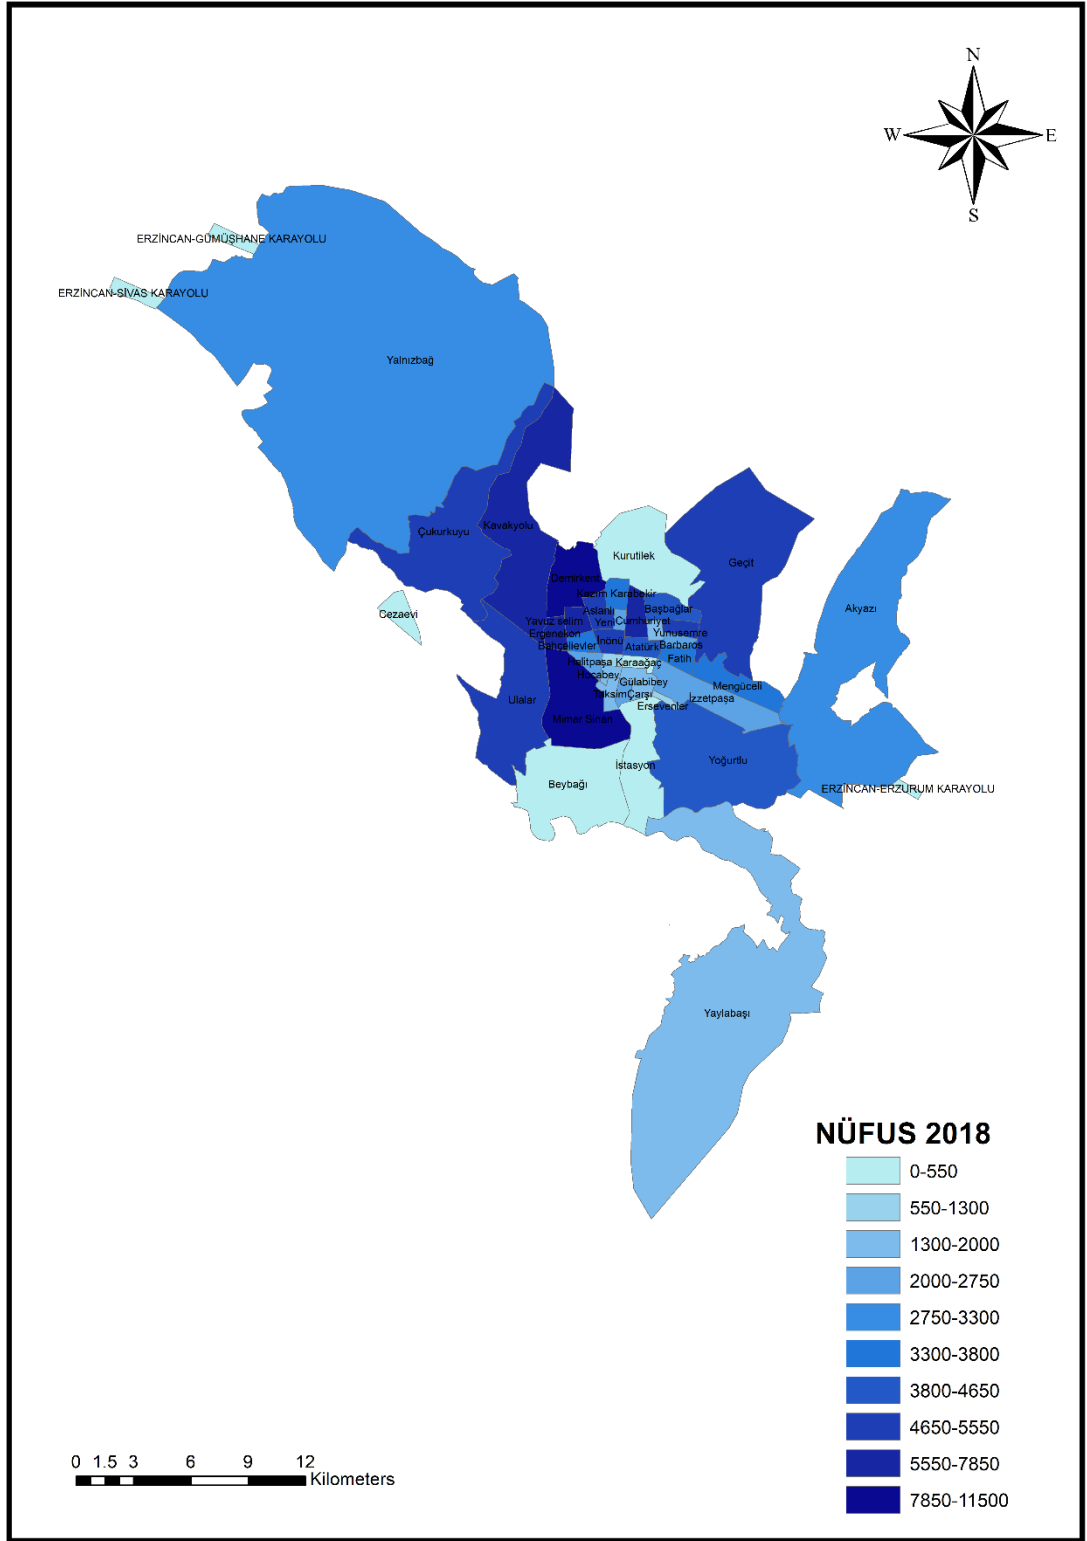 N
W
E
S
ERZİNCAN-GÜMÜŞHANE KARAYOLU
ERZİNCAN-SİVAS KARAYOLU
Yalnızbağ
Çukurkuyu
Kavakyolu
Kurutilek
Geçit
Demirkent
Kazım Karabekir
Cezaevi
Aslanlı
Başbağlar
Akyazı
Yavuz selim
Yeni
Cumhuriyet
Ergenekon
Yunusemre
Bahçelievler
İnönü
Atatürk
Barbaros
Halitpaşa
Karaağaç
Fatih
Hocabey
Gülabibey
Mengüceli
Ulalar
Taksim
Çarşı
İzzetpaşa
Ersevenler
Mimar Sinan
Yoğurtlu
İstasyon
Beybağı
ERZİNCAN-ERZURUM KARAYOLU
Yaylabaşı
NÜFUS 2018
0-550
550-1300
1300-2000
2000-2750
2750-3300
3300-3800
3800-4650
4650-5550
5550-7850
7850-11500
0 1.5 3 6 9 12
Kilometers